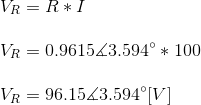 V_R = R * I
V_R = 0.9615∡3.594° * 100
V_R = 96.15∡3.594°[V]